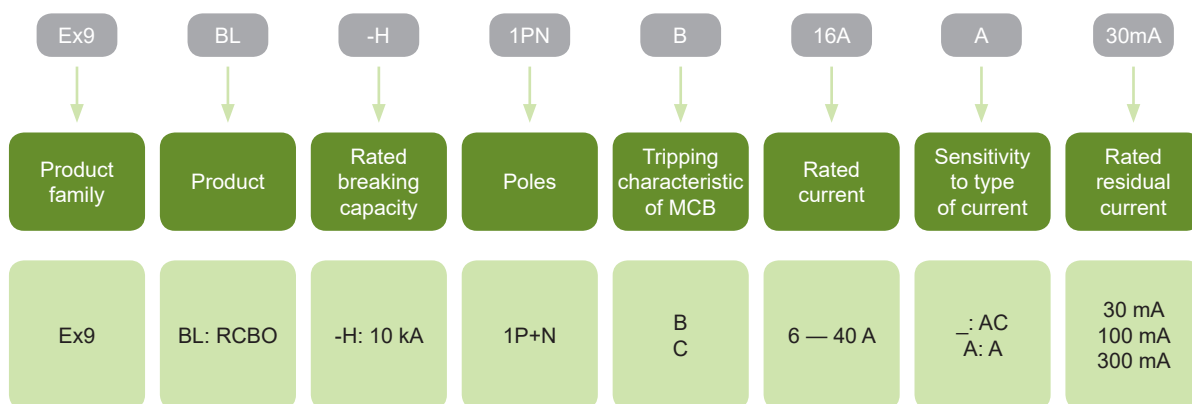 Ex9 BL -H 1PN B 16A A 30mA
Product
family
Product
Rated
breaking
capacity
Poles
Tripping
characteristic
of MCB
Rated
current
Sensitivity
to type
of current
Rated
residual
current
Ex9
BL: RCBO
-H: 10 kA
1P+N
B
C
6 — 40 A
_: AC
A: A
30 mA
100 mA
300 mA